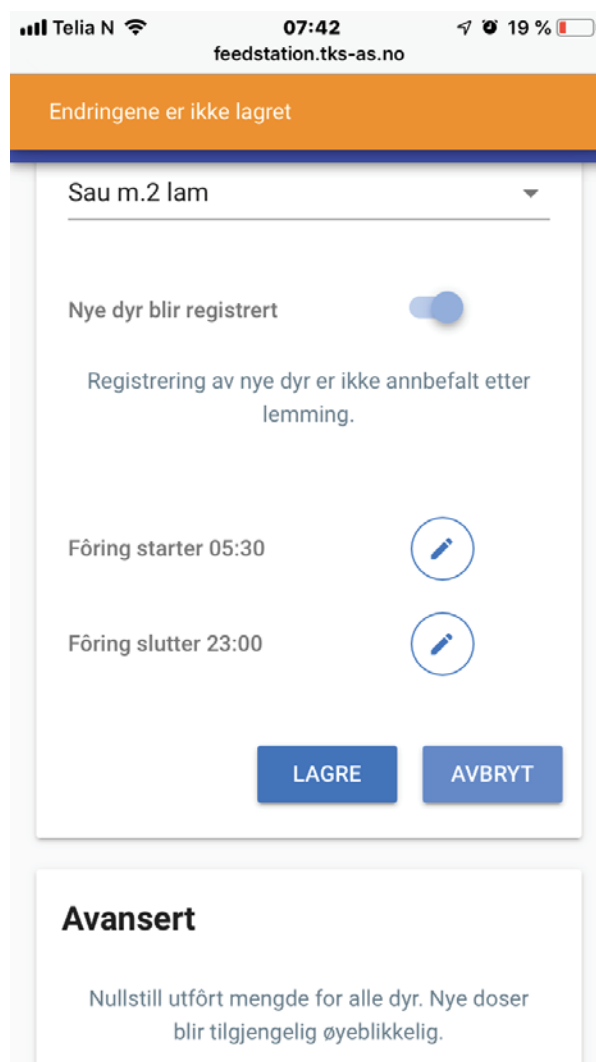 Telia N 07:42 19 %
feedstation.tks-as.no
Endringene er ikke lagret
Sau m.2 lam
Nye dyr blir registrert
Registrering av nye dyr er ikke annbefalt etter
lemming.
Fôring starter 05:30
Fôring slutter 23:00
LAGRE AVBRYT
Avansert
Nullstill utfôrt mengde for alle dyr. Nye doser
blir tilgjengelig øyeblikkelig.